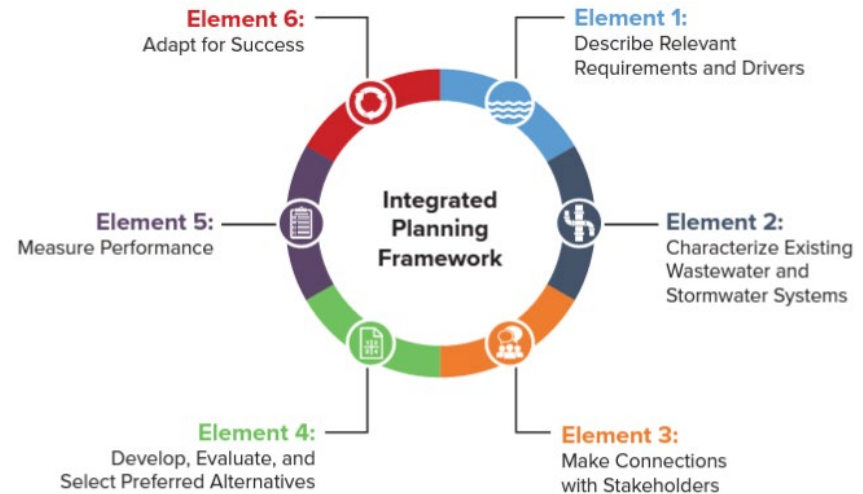 Element 6:
Adapt for Success
Element 1:
Describe Relevant
Requirements and Drivers
Integrated
Planning
Framework
Element 5:
Measure Performance
Element 2:
Characterize Existing
Wastewater and
Stormwater Systems
Element 4:
Develop, Evaluate, and
Select Preferred Alternatives
Element 3:
Make Connections
with Stakeholders